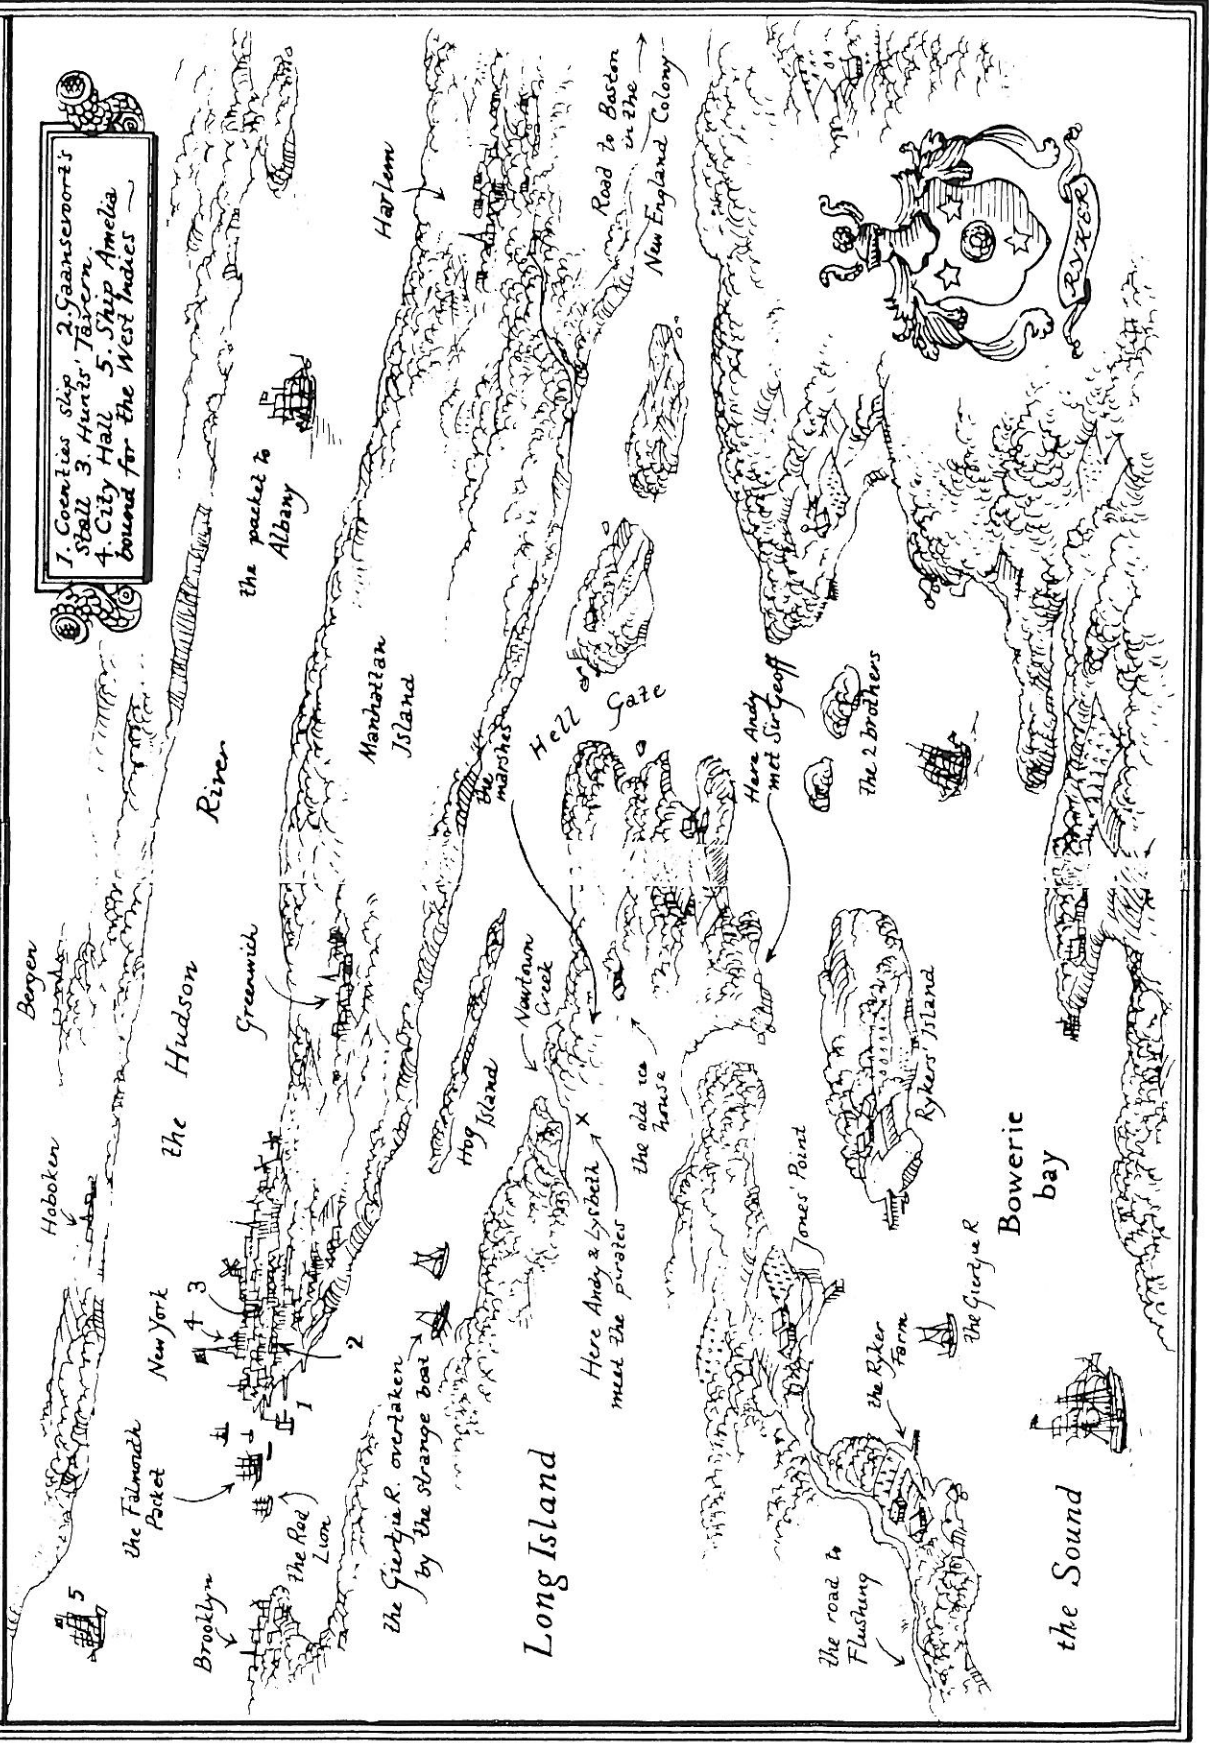 1. Coenties slip 2. Gaansevoort's
Stall 3. Hunts' Tavern
4. City Hall 5. Ship Amelia
bound for the West Indies
Bergen
Hoboken
5
the Hudson River
the packet to
Albany
Harlem
Road to Boston
in the
New England Colony
Greenwich
Manhattan
Island
New York
4
3
2
1
the Falmouth
Packet
the Red
Lion
Brooklyn
the Giertjie R. overtaken
by the strange boat
Hog
Island
Newtown
Creek
the
marshes
Hell Gate
Long Island
Here Andy & Lysbeth
meet the pirates
X
the old ice
house
Here Andy
met Sir Geoff
The 2 brothers
Jones' Point
Rykers' Island
the Ryker
Farm
the Giertjie R
Bowerie
bay
the road to
Flushing
the Sound
RYKER